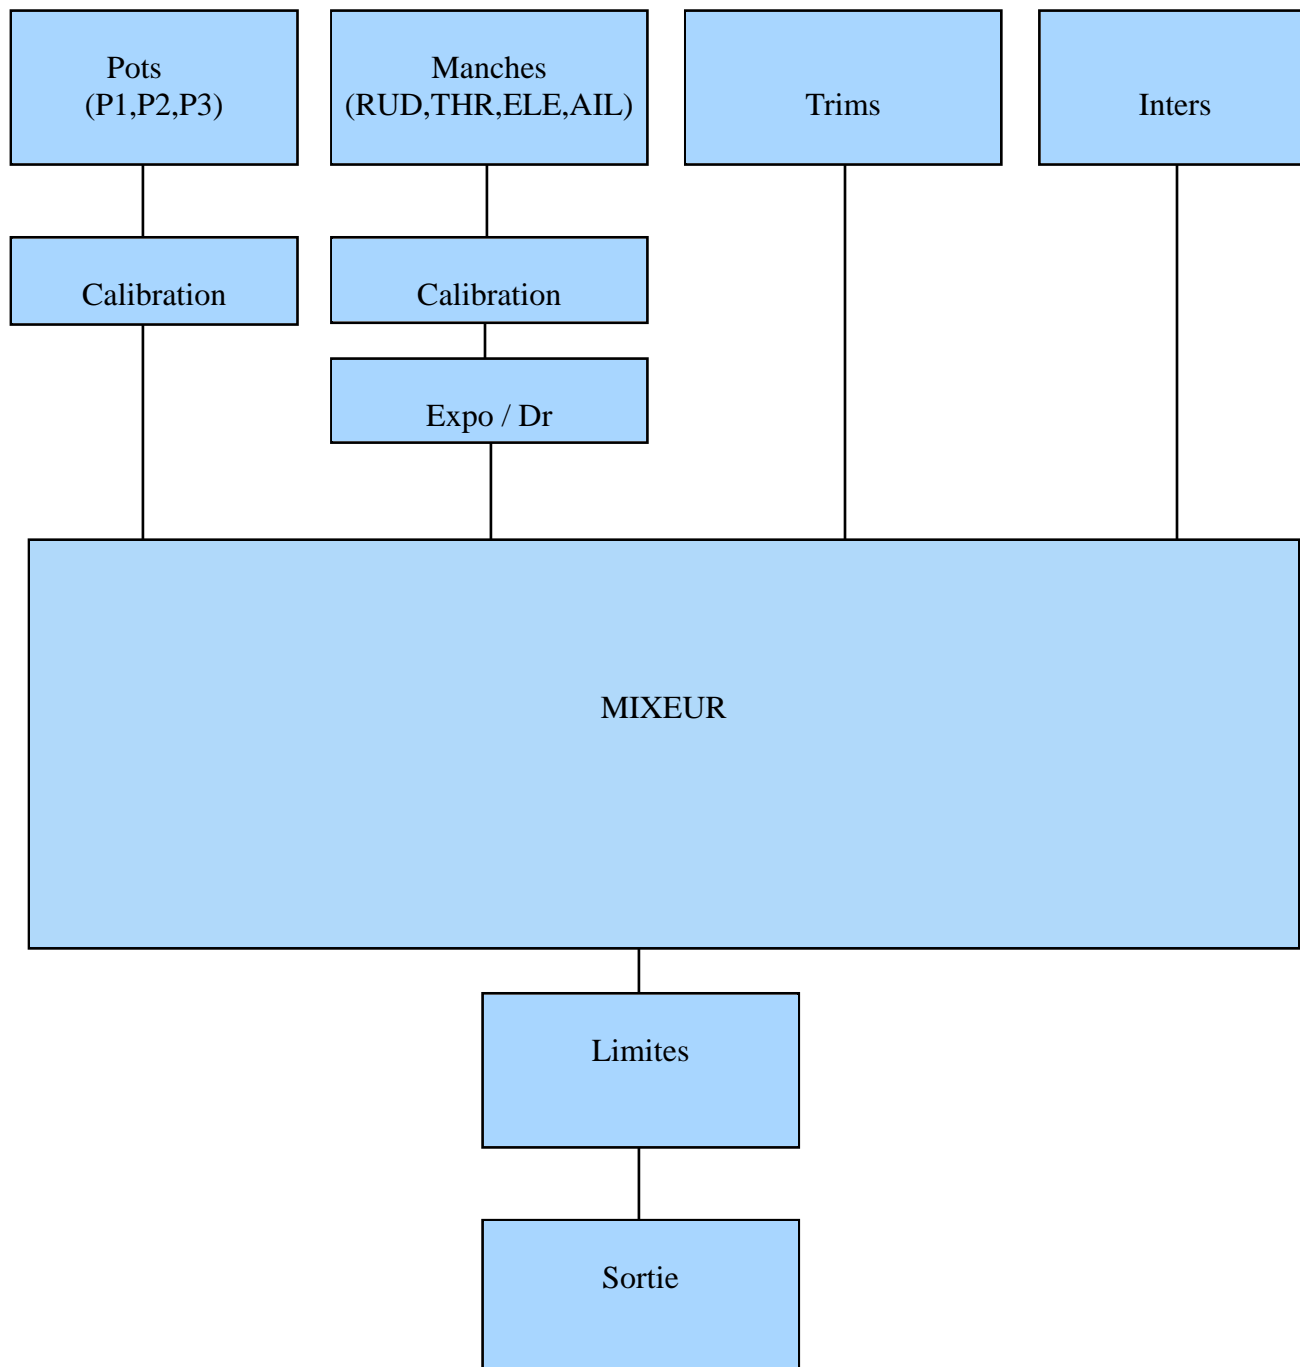 Pots
(P1,P2,P3)
Manches
(RUD,THR,ELE,AIL)
Trims
Inters
Calibration
Calibration
Expo / Dr
MIXEUR
Limites
Sortie